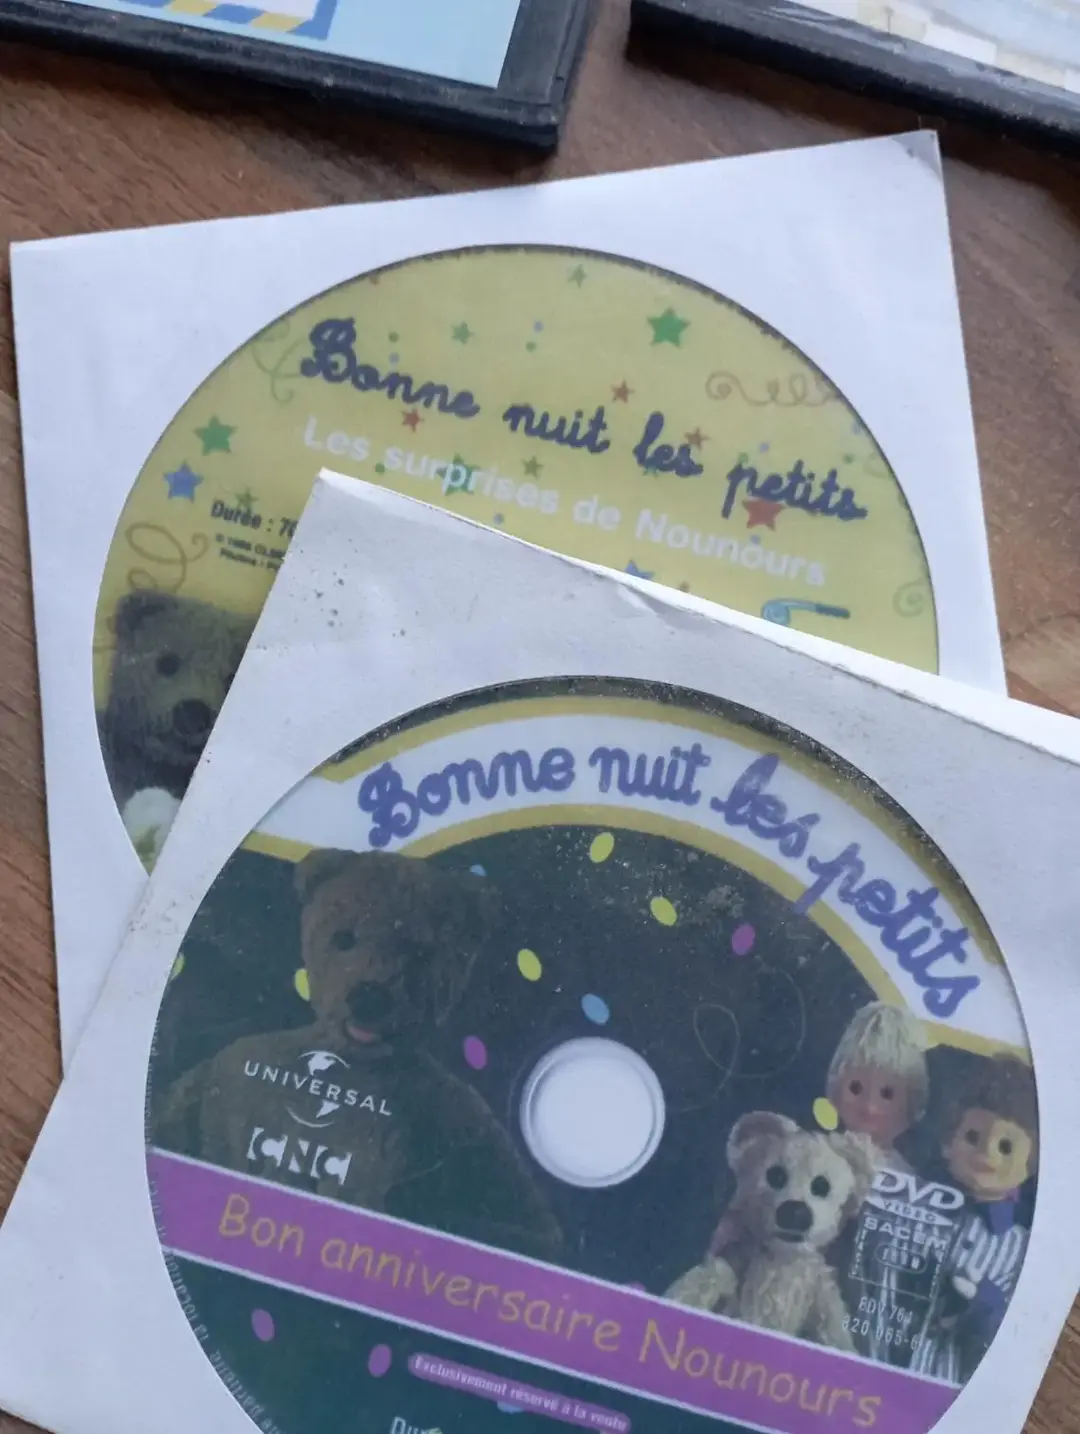 Bonne nuit les petits
Les surprises de Nounours
Durée : 70
Bonne nuit les petits
UNIVERSAL
CNC
DVD
VIDEO
SACEM
EDV 764
Bon anniversaire Nounours
Exclusivement réservé à la vente